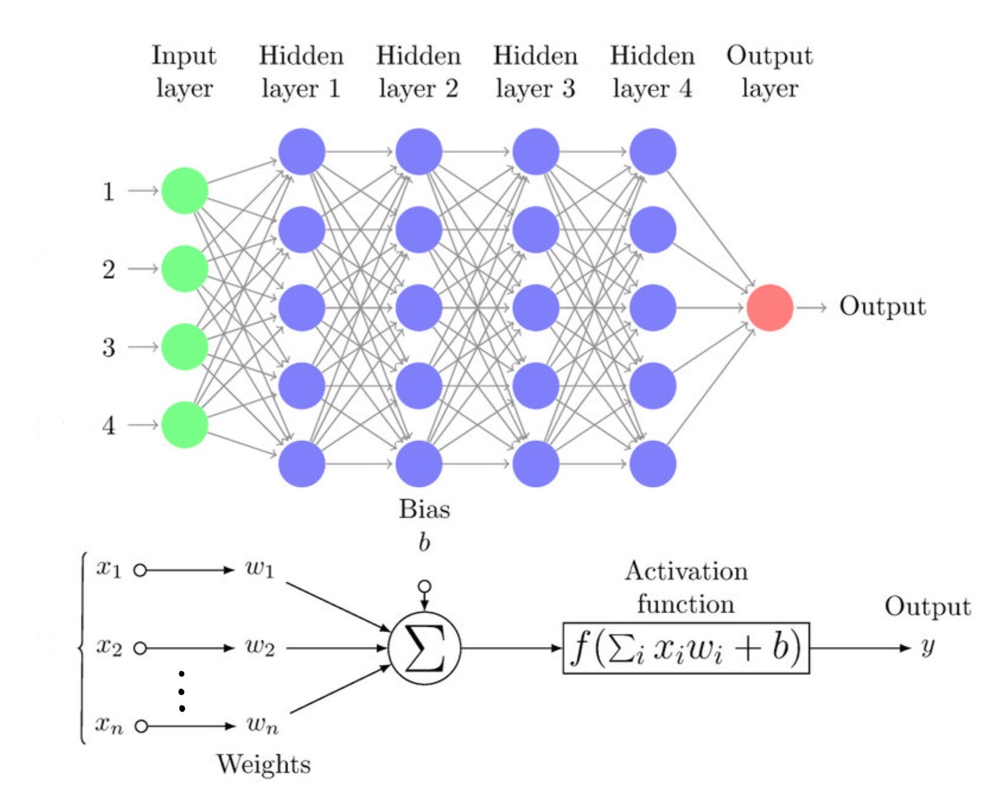 Input layer
Hidden layer 1
Hidden layer 2
Hidden layer 3
Hidden layer 4
Output layer
1
2
3
4
Output
Bias
b
x₁
w₁
x₂
w₂
xₙ
wₙ
Weights
∑
Activation function
f(∑ᵢ xᵢwᵢ + b)
Output
y